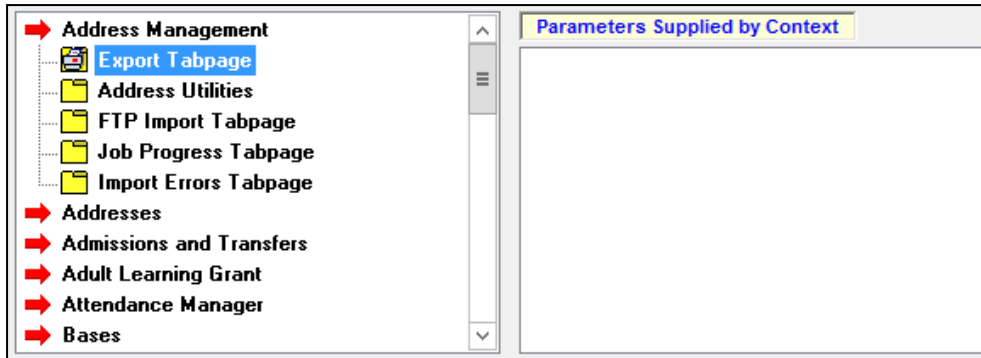 Address Management
Export Tabpage
Address Utilities
FTP Import Tabpage
Job Progress Tabpage
Import Errors Tabpage
Addresses
Admissions and Transfers
Adult Learning Grant
Attendance Manager
Bases
Parameters Supplied by Context